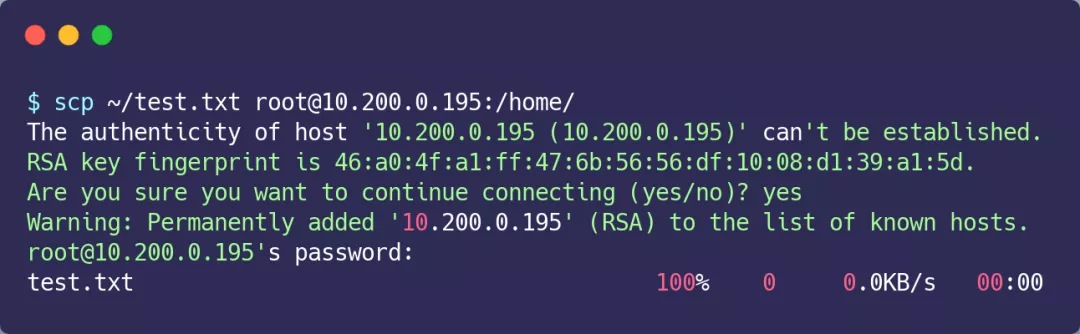 $ scp ~/test.txt root@10.200.0.195:/home/
The authenticity of host '10.200.0.195 (10.200.0.195)' can't be established.
RSA key fingerprint is 46:a0:4f:a1:ff:47:6b:56:56:df:10:08:d1:39:a1:5d.
Are you sure you want to continue connecting (yes/no)? yes
Warning: Permanently added '10.200.0.195' (RSA) to the list of known hosts.
root@10.200.0.195's password:
test.txt 100% 0 0.0KB/s 00:00